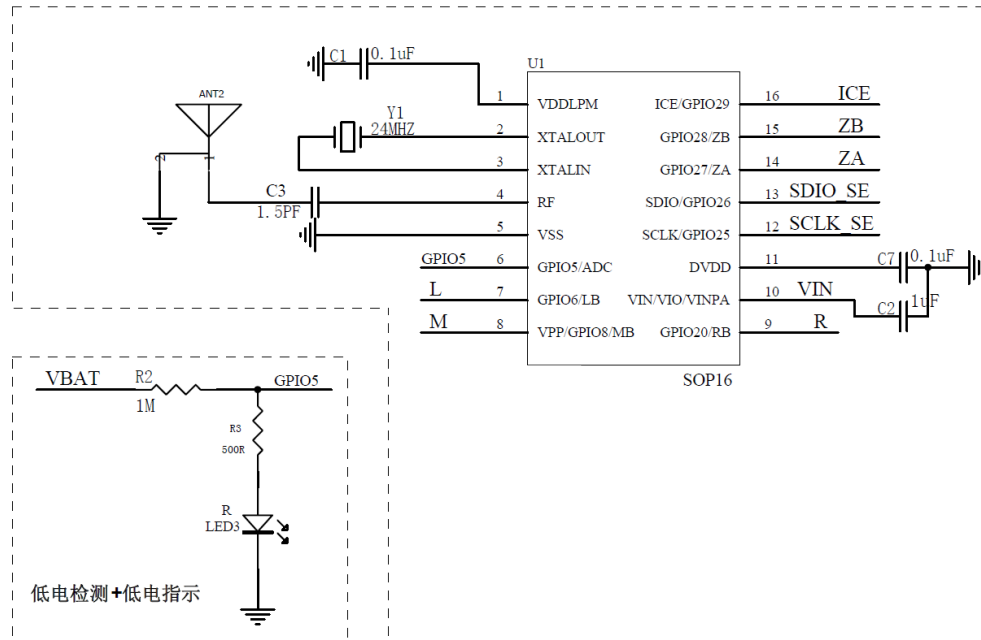 C1 0.1uF
U1
ANT2
1 VDDLPM ICE/GPIO29 16 ICE
Y1
24MHZ
2 XTALOUT GPIO28/ZB 15 ZB
2 1
3 XTALIN GPIO27/ZA 14 ZA
C3
1.5PF
4 RF SDIO/GPIO26 13 SDIO_SE
5 VSS SCLK/GPIO25 12 SCLK_SE
GPIO5 6 GPIO5/ADC DVDD 11 C7 0.1uF
L 7 GPIO6/LB VIN/VIO/VINPA 10 VIN C2 1uF
M 8 VPP/GPIO8/MB GPIO20/RB 9 R
SOP16
VBAT R2 GPIO5
1M
R3
500R
R
LED3
低电检测+低电指示